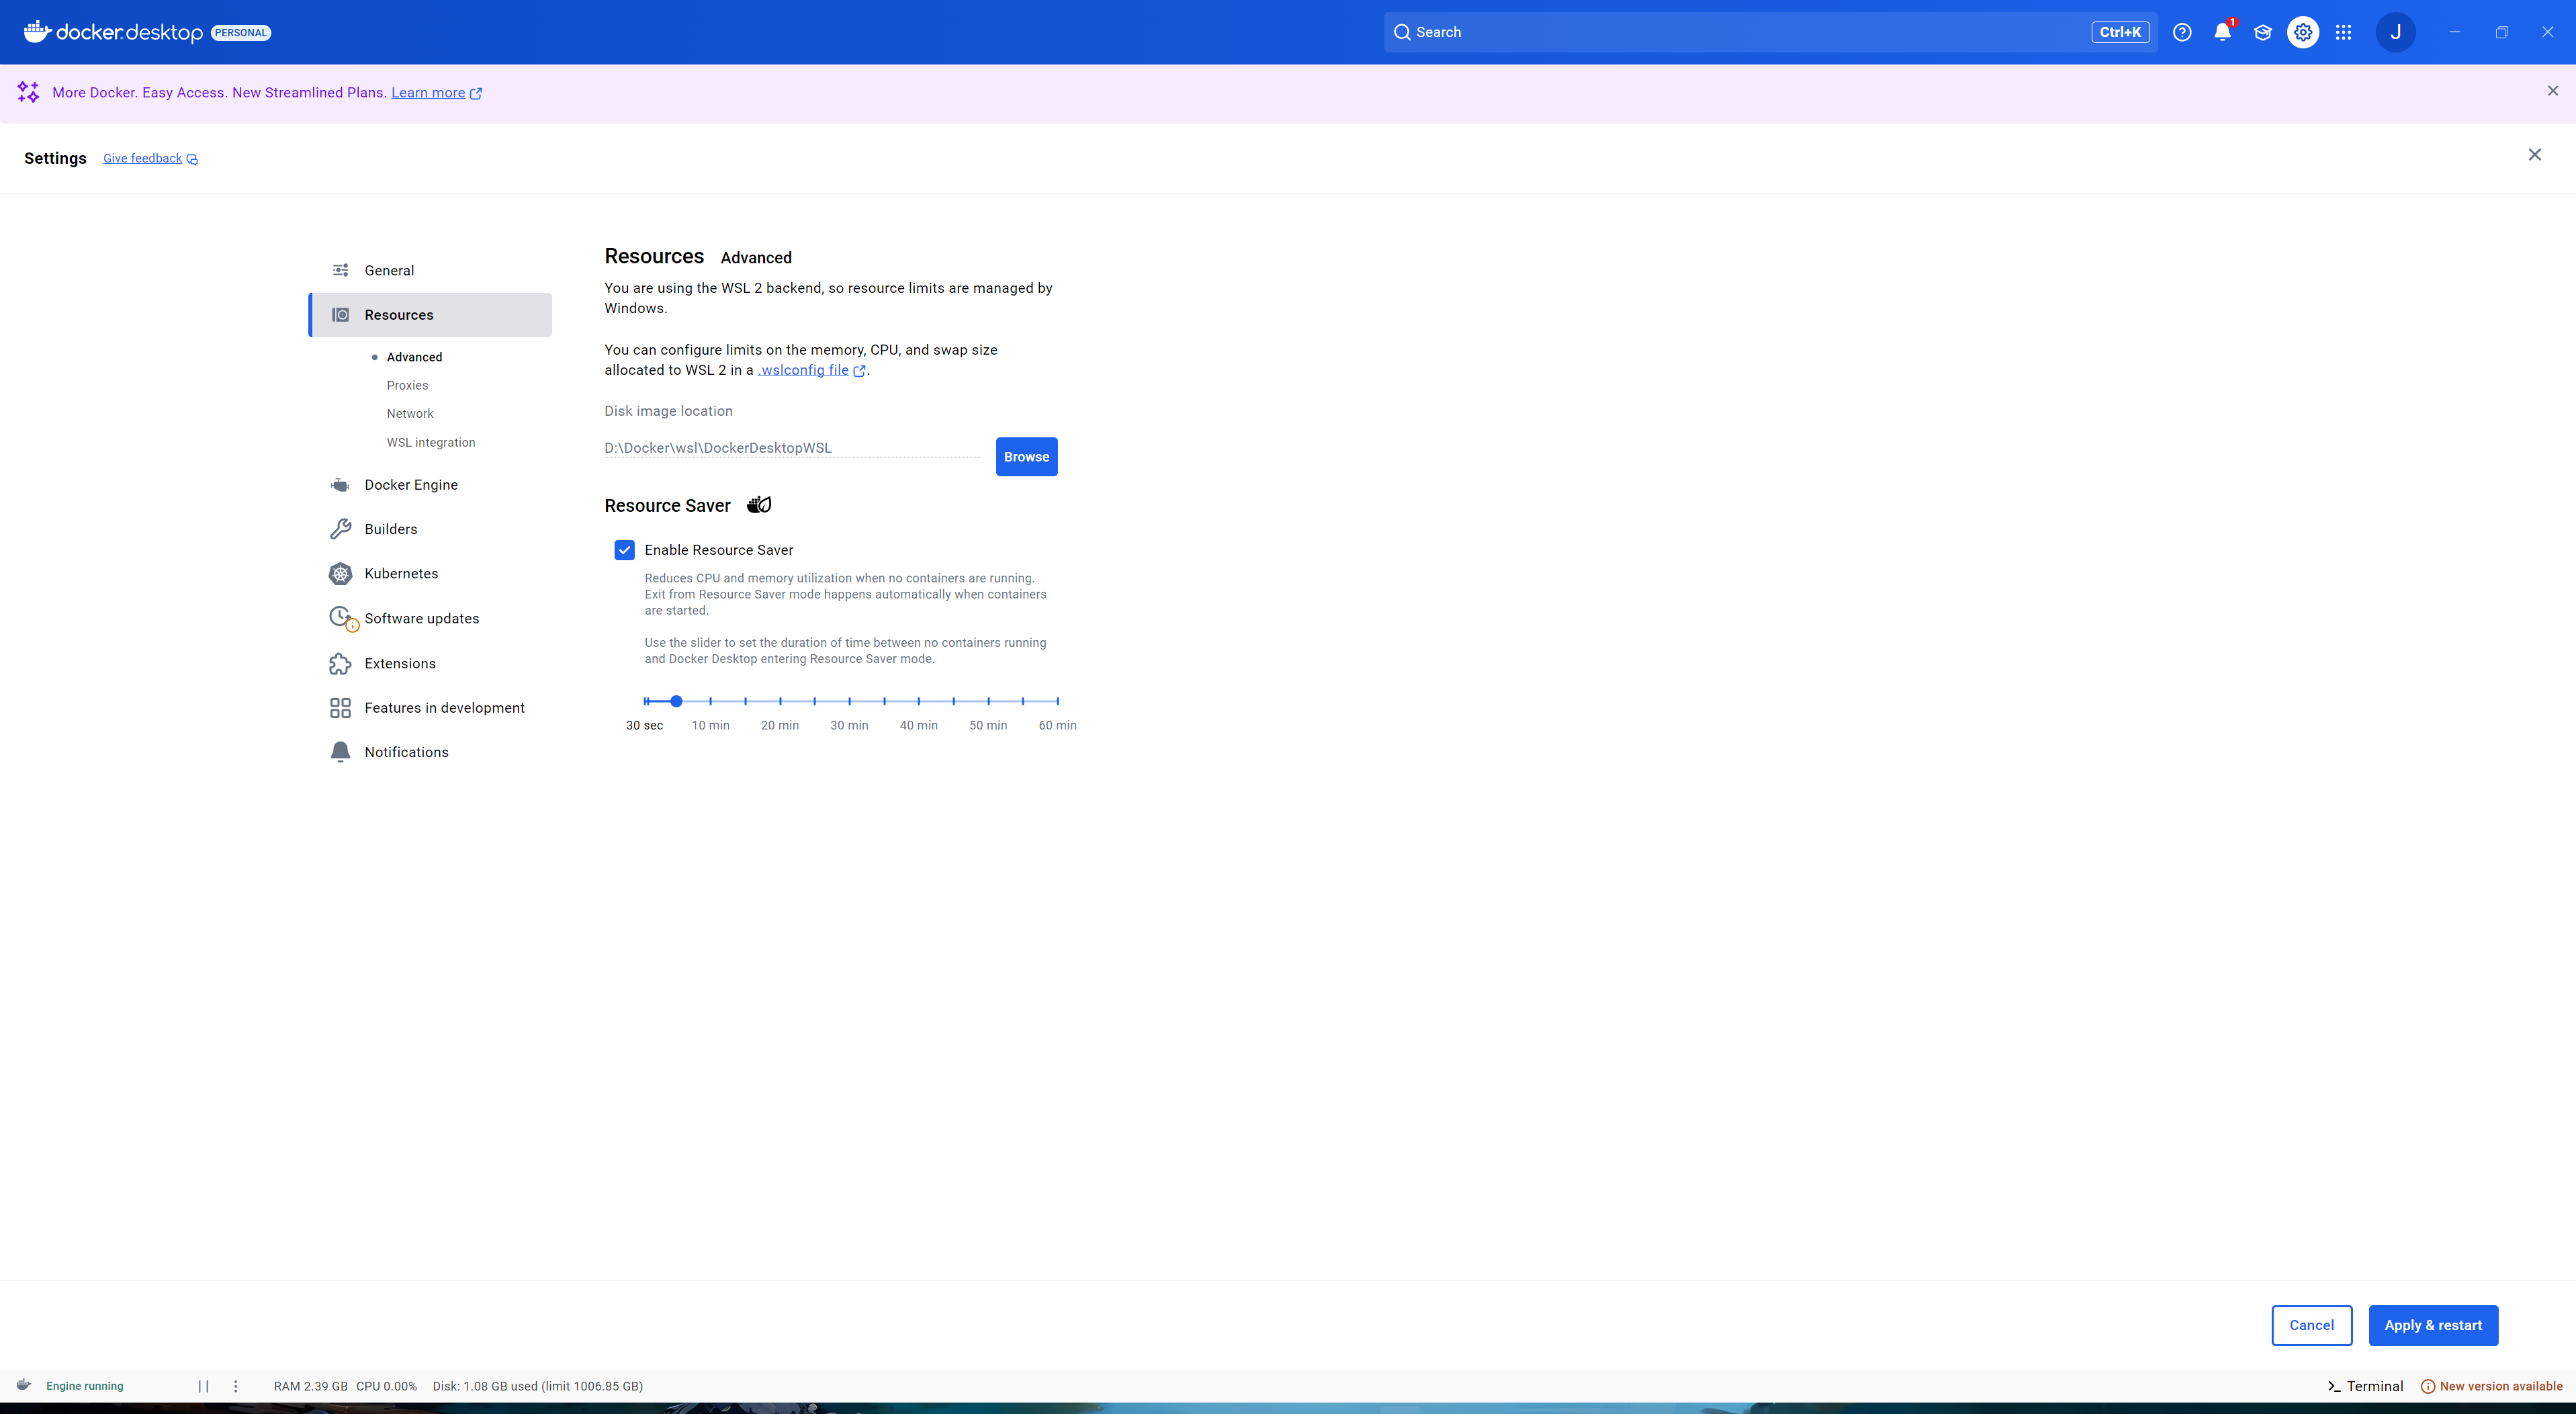 docker desktop PERSONAL
Search
Ctrl+K
1
J
More Docker. Easy Access. New Streamlined Plans. Learn more
Settings Give feedback
General
Resources
Advanced
Proxies
Network
WSL integration
Docker Engine
Builders
Kubernetes
Software updates
Extensions
Features in development
Notifications
Resources Advanced
You are using the WSL 2 backend, so resource limits are managed by
Windows.
You can configure limits on the memory, CPU, and swap size
allocated to WSL 2 in a .wslconfig file.
Disk image location
D:\Docker\wsl\DockerDesktopWSL
Browse
Resource Saver
Enable Resource Saver
Reduces CPU and memory utilization when no containers are running.
Exit from Resource Saver mode happens automatically when containers
are started.
Use the slider to set the duration of time between no containers running
and Docker Desktop entering Resource Saver mode.
30 sec 10 min 20 min 30 min 40 min 50 min 60 min
Cancel Apply & restart
Engine running RAM 2.39 GB CPU 0.00% Disk: 1.08 GB used (limit 1006.85 GB)
Terminal New version available